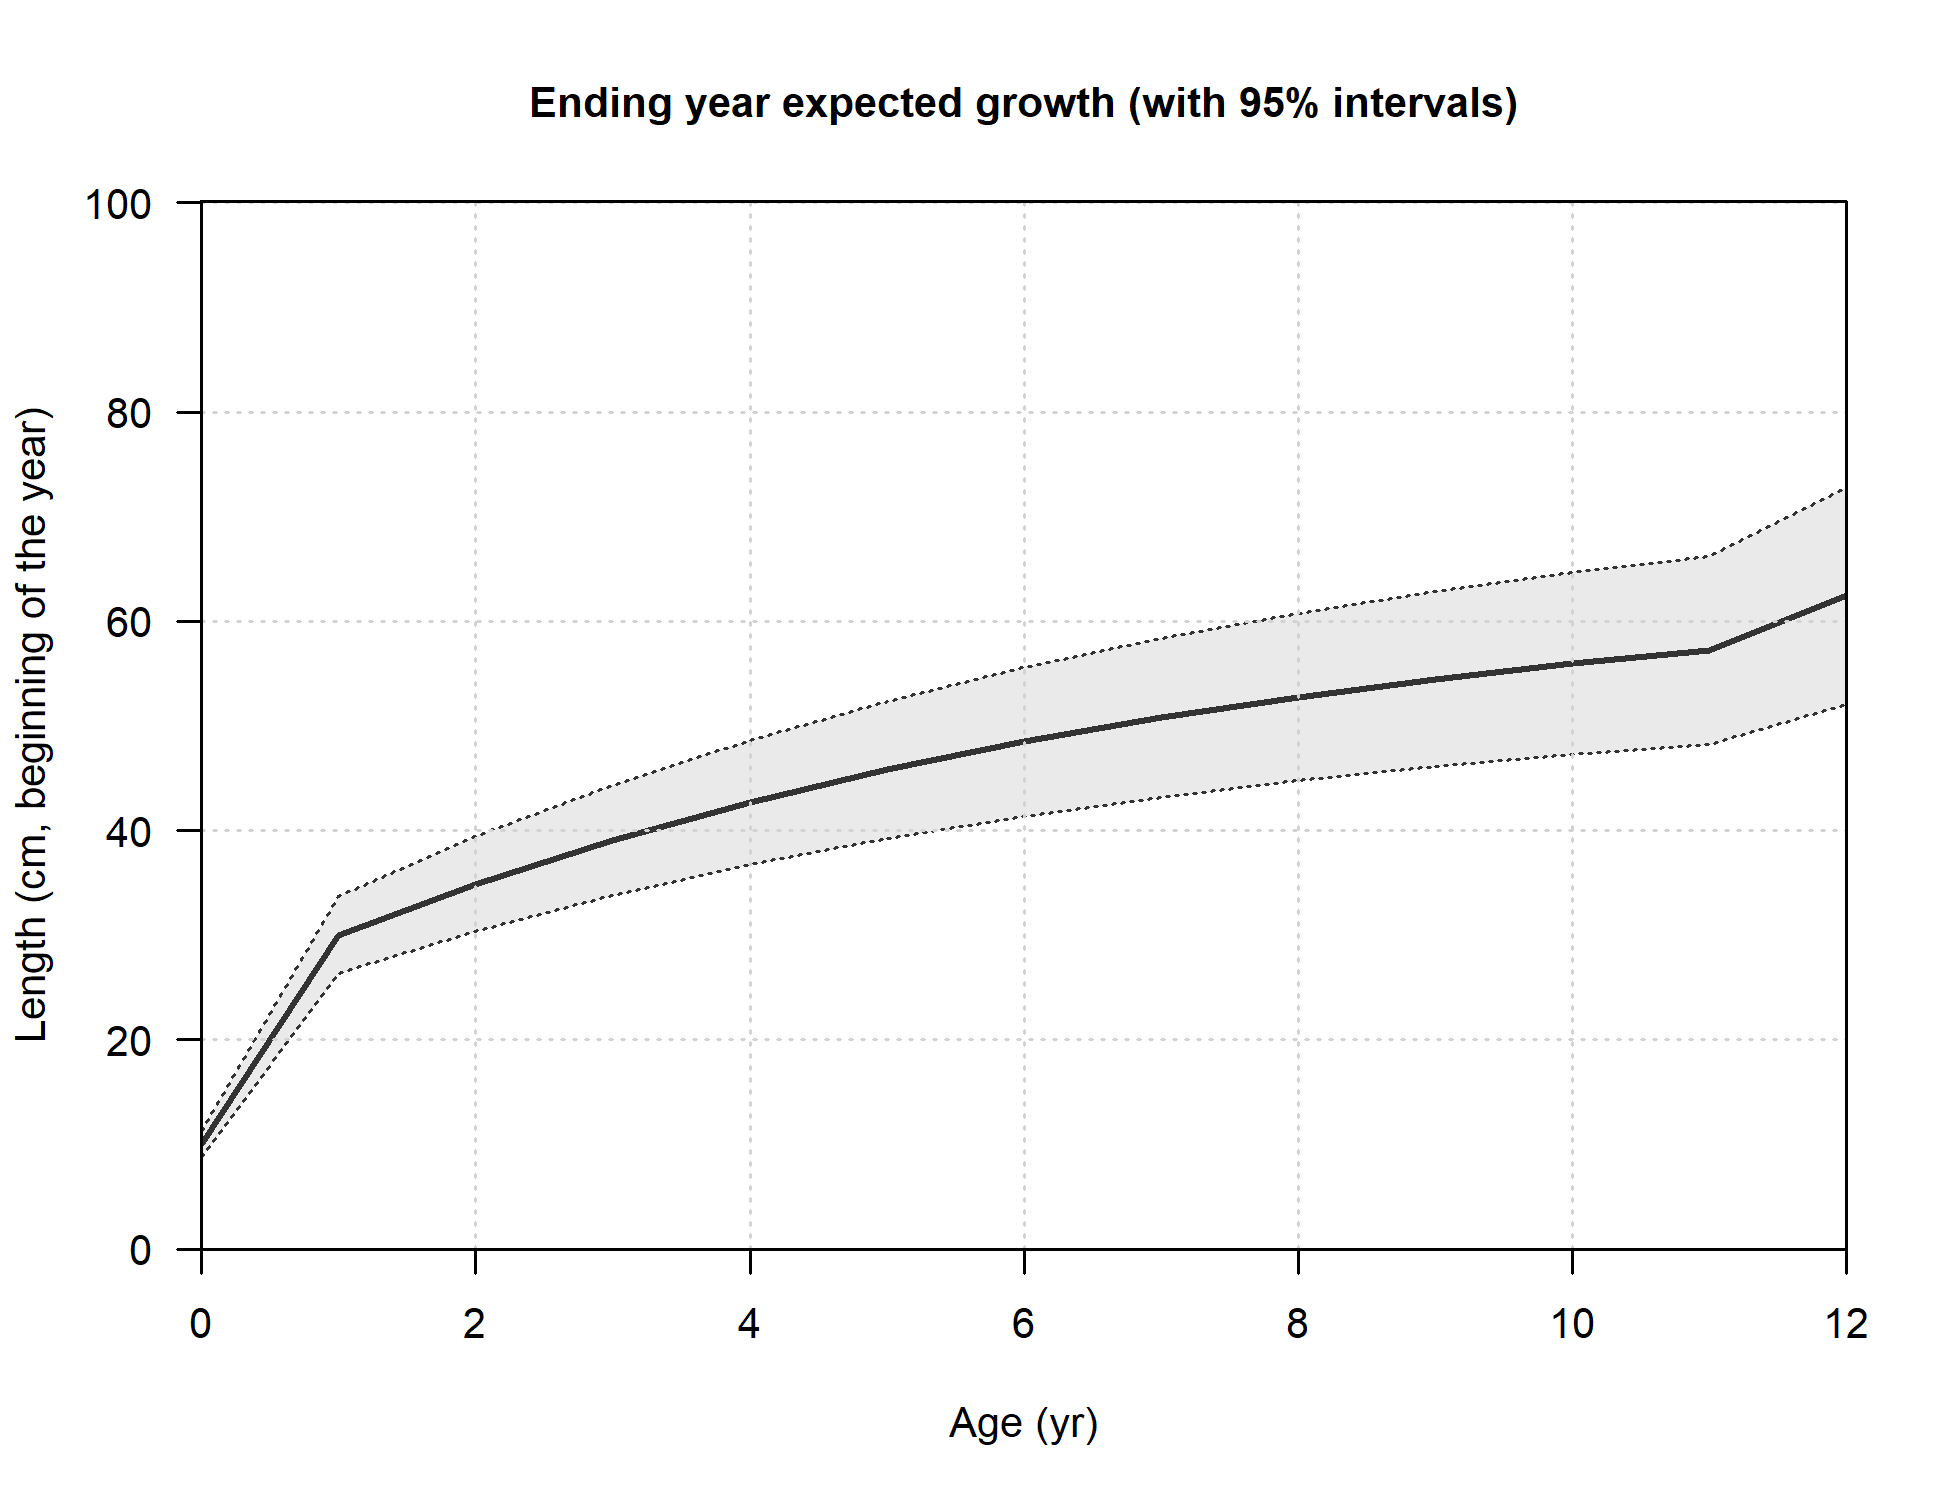 Ending year expected growth (with 95% intervals)
100
80
60
40
20
0
Length (cm, beginning of the year)
0 2 4 6 8 10 12
Age (yr)